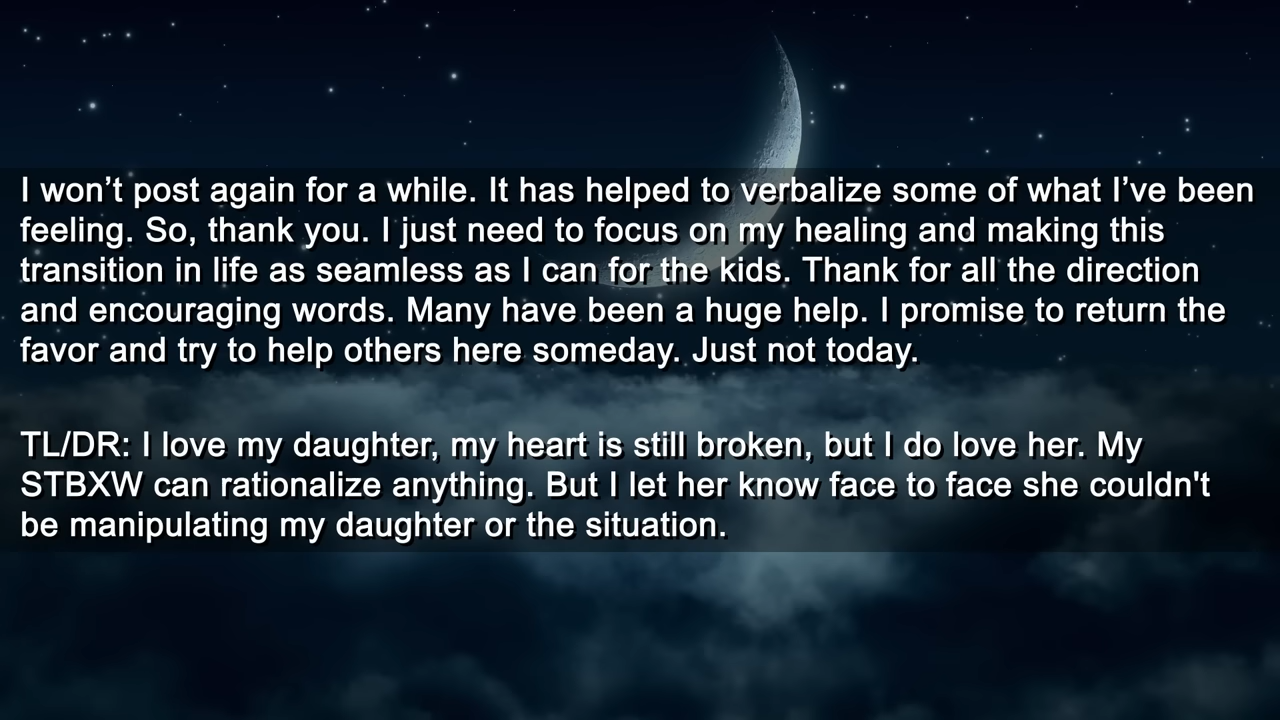 I won’t post again for a while. It has helped to verbalize some of what I’ve been
feeling. So, thank you. I just need to focus on my healing and making this
transition in life as seamless as I can for the kids. Thank for all the direction
and encouraging words. Many have been a huge help. I promise to return the
favor and try to help others here someday. Just not today.
TL/DR: I love my daughter, my heart is still broken, but I do love her. My
STBXW can rationalize anything. But I let her know face to face she couldn't
be manipulating my daughter or the situation.